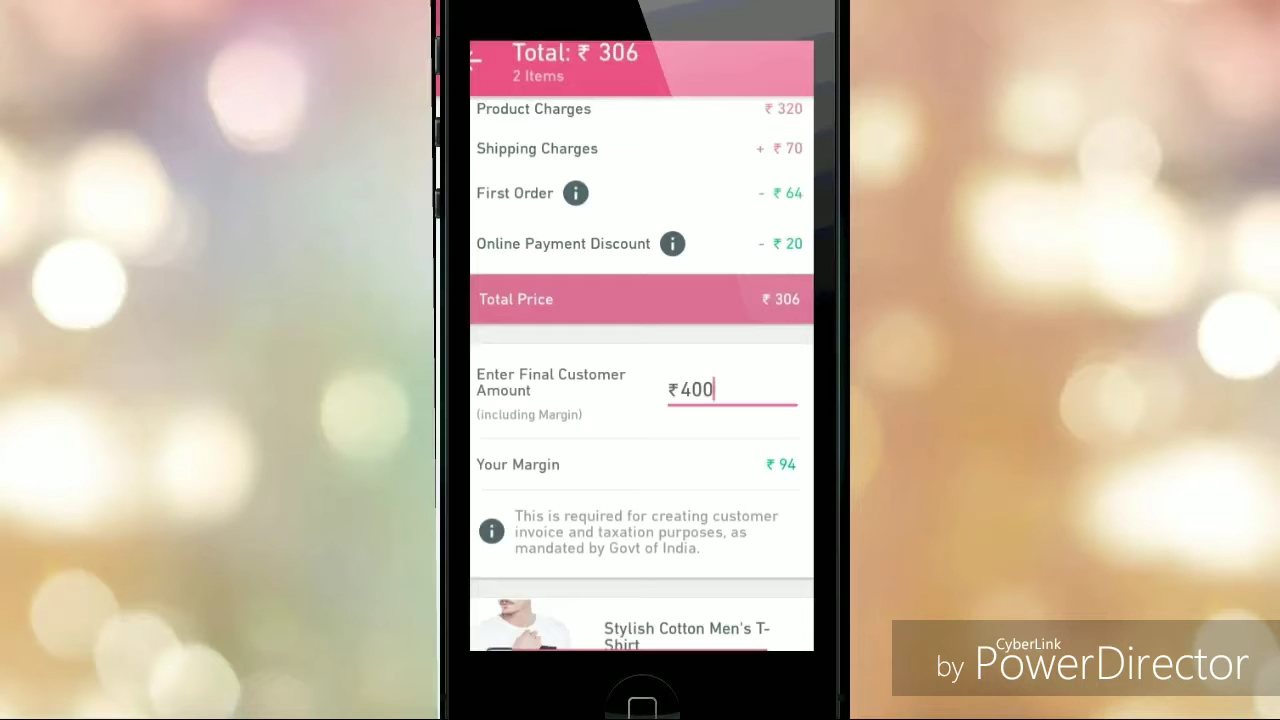 Total: ₹ 306
2 Items
Product Charges ₹ 320
Shipping Charges + ₹ 70
First Order i - ₹ 64
Online Payment Discount i - ₹ 20
Total Price ₹ 306
Enter Final Customer
Amount
₹400
(including Margin)
Your Margin ₹ 94
i
This is required for creating customer
invoice and taxation purposes, as
mandated by Govt of India.
Stylish Cotton Men's T-
Shirt
CyberLink
by PowerDirector